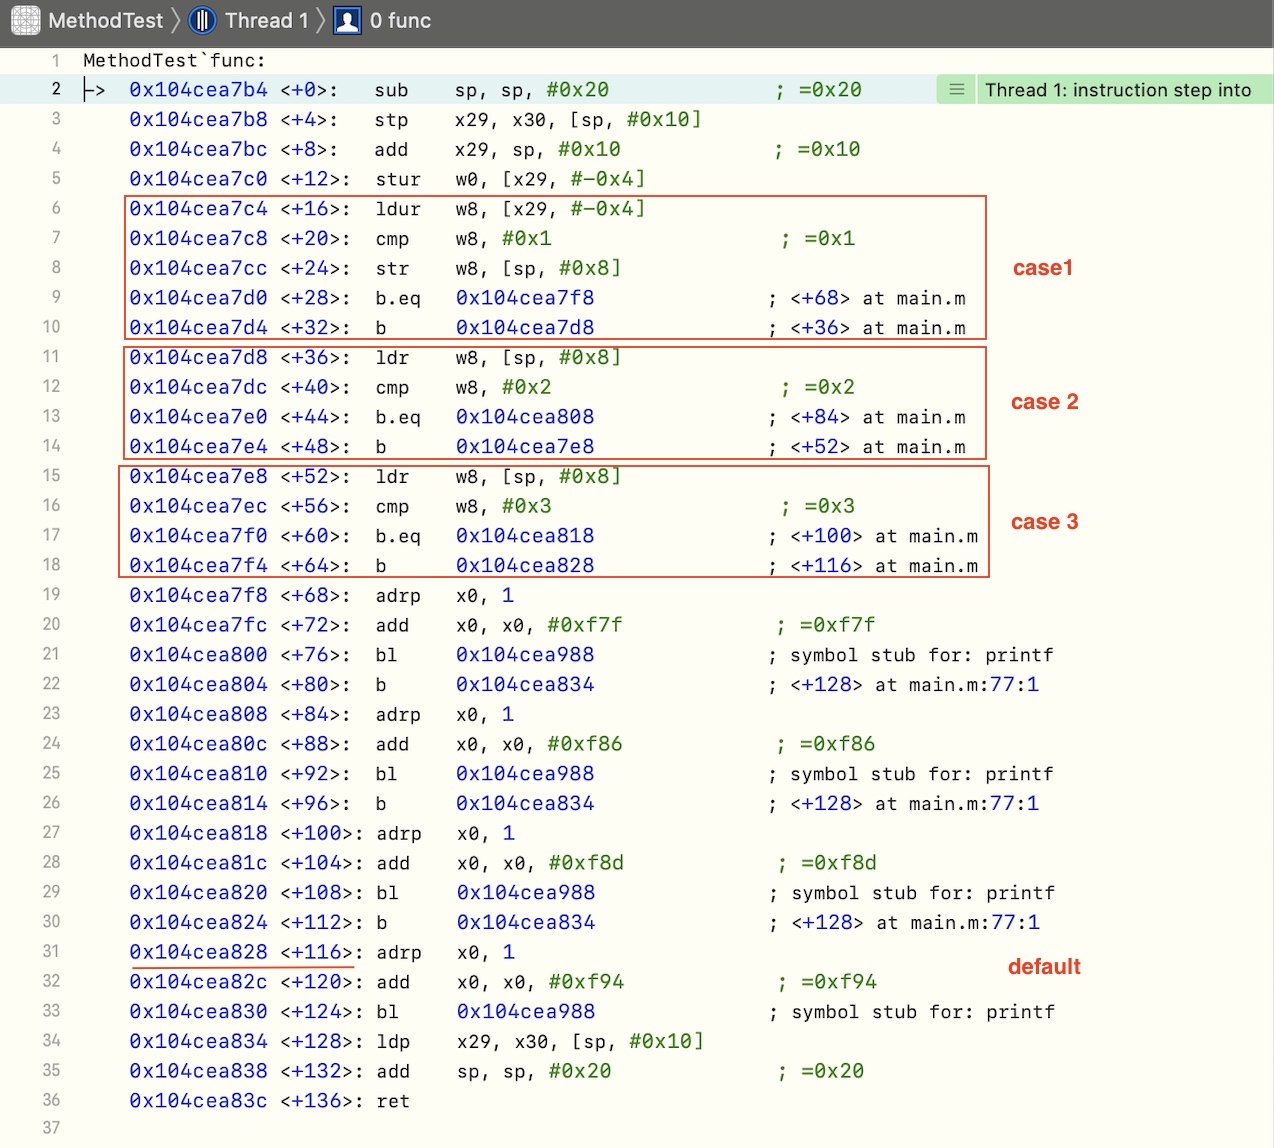 MethodTest 〉 Thread 1 〉 0 func
1 MethodTest`func:
2 -> 0x104cea7b4 <+0>: sub sp, sp, #0x20 ; =0x20 Thread 1: instruction step into
3 0x104cea7b8 <+4>: stp x29, x30, [sp, #0x10]
4 0x104cea7bc <+8>: add x29, sp, #0x10 ; =0x10
5 0x104cea7c0 <+12>: stur w0, [x29, #-0x4]
6 0x104cea7c4 <+16>: ldur w8, [x29, #-0x4]
7 0x104cea7c8 <+20>: cmp w8, #0x1 ; =0x1
8 0x104cea7cc <+24>: str w8, [sp, #0x8] case1
9 0x104cea7d0 <+28>: b.eq 0x104cea7f8 ; <+68> at main.m
10 0x104cea7d4 <+32>: b 0x104cea7d8 ; <+36> at main.m
11 0x104cea7d8 <+36>: ldr w8, [sp, #0x8]
12 0x104cea7dc <+40>: cmp w8, #0x2 ; =0x2 case 2
13 0x104cea7e0 <+44>: b.eq 0x104cea808 ; <+84> at main.m
14 0x104cea7e4 <+48>: b 0x104cea7e8 ; <+52> at main.m
15 0x104cea7e8 <+52>: ldr w8, [sp, #0x8]
16 0x104cea7ec <+56>: cmp w8, #0x3 ; =0x3 case 3
17 0x104cea7f0 <+60>: b.eq 0x104cea818 ; <+100> at main.m
18 0x104cea7f4 <+64>: b 0x104cea828 ; <+116> at main.m
19 0x104cea7f8 <+68>: adrp x0, 1
20 0x104cea7fc <+72>: add x0, x0, #0xf7f ; =0xf7f
21 0x104cea800 <+76>: bl 0x104cea988 ; symbol stub for: printf
22 0x104cea804 <+80>: b 0x104cea834 ; <+128> at main.m:77:1
23 0x104cea808 <+84>: adrp x0, 1
24 0x104cea80c <+88>: add x0, x0, #0xf86 ; =0xf86
25 0x104cea810 <+92>: bl 0x104cea988 ; symbol stub for: printf
26 0x104cea814 <+96>: b 0x104cea834 ; <+128> at main.m:77:1
27 0x104cea818 <+100>: adrp x0, 1
28 0x104cea81c <+104>: add x0, x0, #0xf8d ; =0xf8d
29 0x104cea820 <+108>: bl 0x104cea988 ; symbol stub for: printf
30 0x104cea824 <+112>: b 0x104cea834 ; <+128> at main.m:77:1
31 0x104cea828 <+116>: adrp x0, 1 default
32 0x104cea82c <+120>: add x0, x0, #0xf94 ; =0xf94
33 0x104cea830 <+124>: bl 0x104cea988 ; symbol stub for: printf
34 0x104cea834 <+128>: ldp x29, x30, [sp, #0x10]
35 0x104cea838 <+132>: add sp, sp, #0x20 ; =0x20
36 0x104cea83c <+136>: ret
37